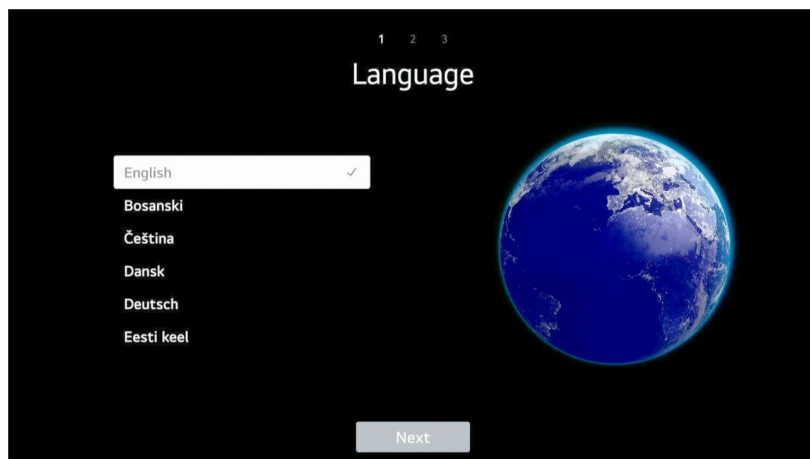 1 2 3
Language
English
Bosanski
Čeština
Dansk
Deutsch
Eesti keel
Next